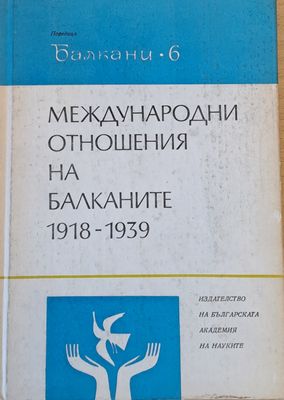 Поредица
Балкани • 6
МЕЖДУНАРОДНИ
ОТНОШЕНИЯ
НА
БАЛКАНИТЕ
1918 - 1939
ИЗДАТЕЛСТВО
НА БЪЛГАРСКАТА
АКАДЕМИЯ
НА НАУКИТЕ